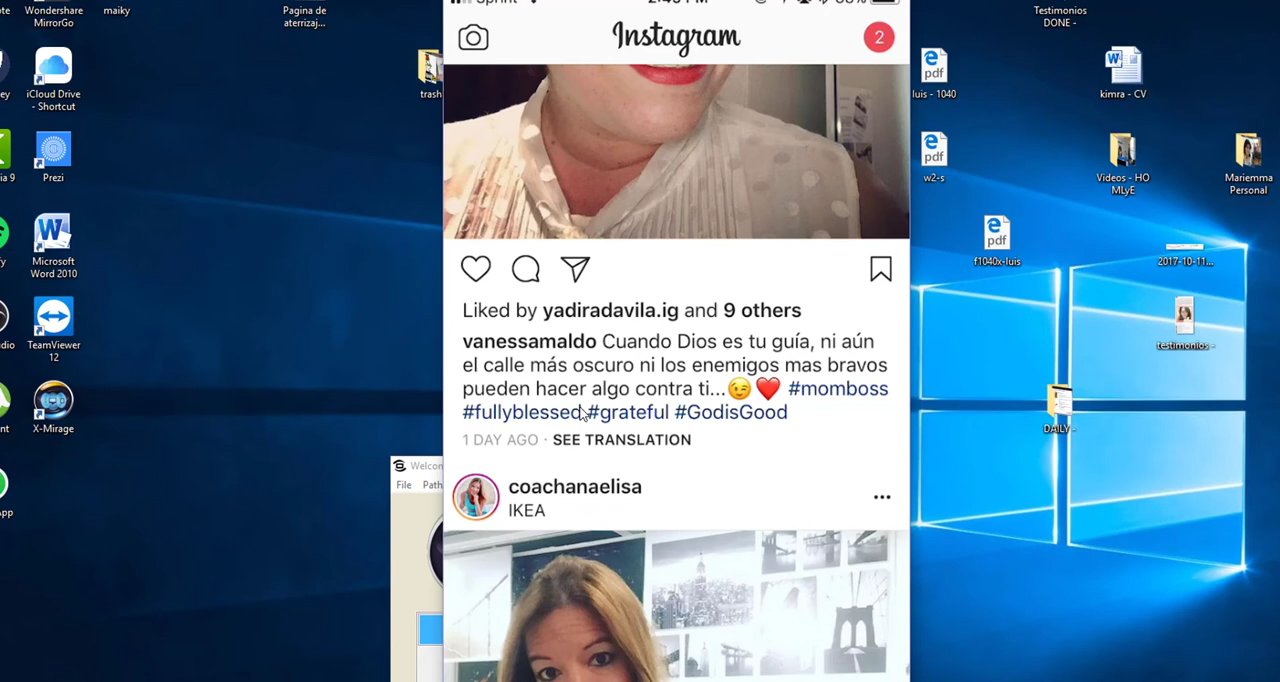 Wondershare
MirrorGo
maiky
Pagina de
aterrizaj...
iCloud Drive
- Shortcut
Prezi
Microsoft
Word 2010
TeamViewer
12
X-Mirage
trash
Welcom
File Path
Instagram
2
Liked by yadiradavila.ig and 9 others
vanessamaldo Cuando Dios es tu guía, ni aún
el calle más oscuro ni los enemigos mas bravos
pueden hacer algo contra ti...😉❤️ #momboss
#fullyblessed #grateful #GodisGood
1 DAY AGO · SEE TRANSLATION
coachanaelisa
IKEA
Testimonios
DONE -
pdf
luis - 1040
kimra - CV
pdf
w2-s
Videos - HO
MLyE
Mariemma
Personal
pdf
f1040x-luis
2017-10-11...
testimonios -
DAILY -